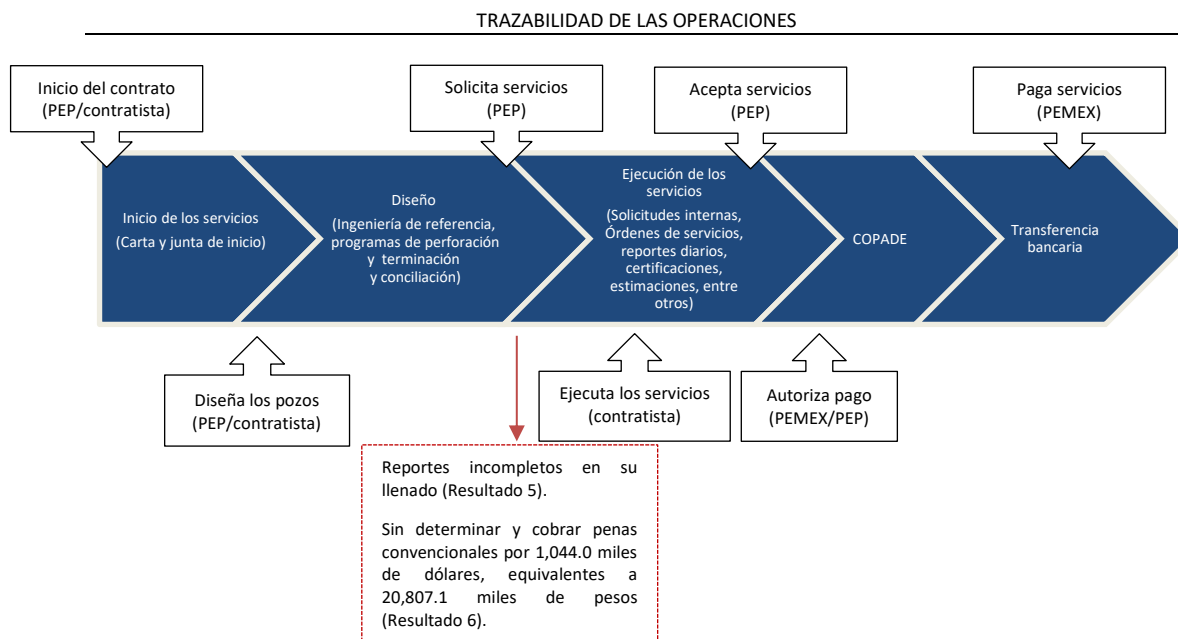 TRAZABILIDAD DE LAS OPERACIONES
Inicio del contrato
(PEP/contratista)
Solicita servicios
(PEP)
Acepta servicios
(PEP)
Paga servicios
(PEMEX)
Inicio de los servicios
(Carta y junta de inicio)
Diseño
(Ingeniería de referencia,
programas de perforación
y terminación
y conciliación)
Ejecución de los
servicios
(Solicitudes internas,
Órdenes de servicios,
reportes diarios,
certificaciones,
estimaciones, entre
otros)
COPADE
Transferencia
bancaria
Diseña los pozos
(PEP/contratista)
Ejecuta los servicios
(contratista)
Autoriza pago
(PEMEX/PEP)
Reportes incompletos en su
llenado (Resultado 5).
Sin determinar y cobrar penas
convencionales por 1,044.0 miles
de dólares, equivalentes a
20,807.1 miles de pesos
(Resultado 6).